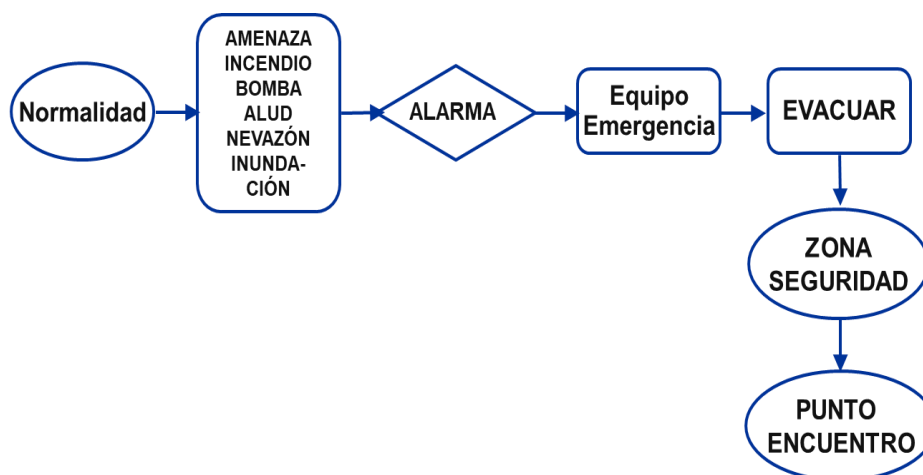 Normalidad
AMENAZA
INCENDIO
BOMBA
ALUD
NEVAZÓN
INUNDA-
CIÓN
ALARMA
Equipo
Emergencia
EVACUAR
ZONA
SEGURIDAD
PUNTO
ENCUENTRO